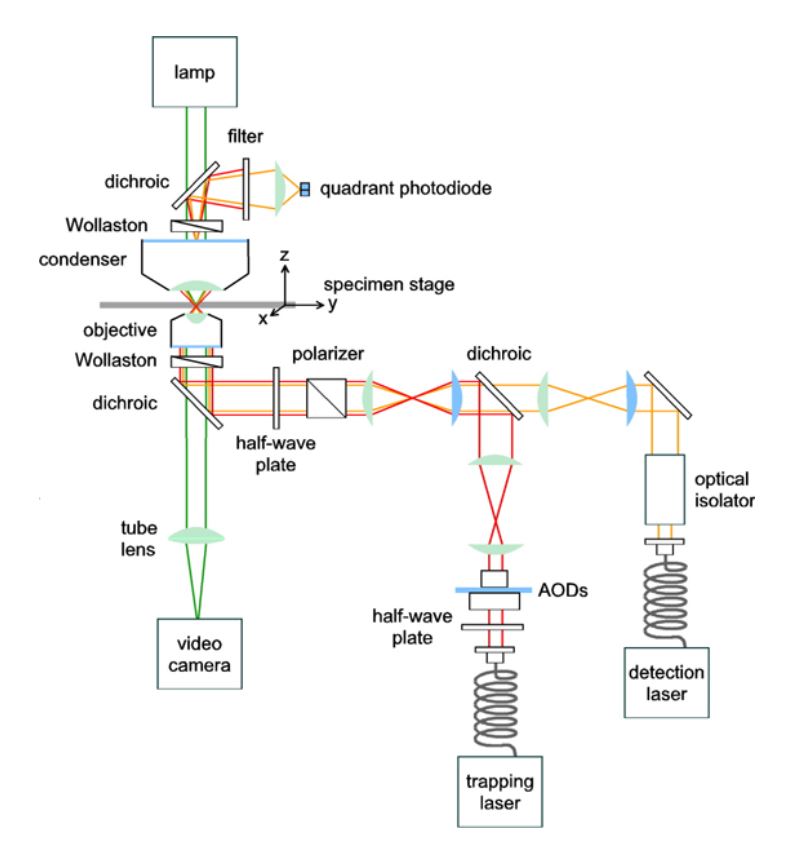 lamp
filter
dichroic
quadrant photodiode
Wollaston
condenser
z
specimen stage
y
x
objective
Wollaston
polarizer
dichroic
dichroic
half-wave
plate
optical
isolator
tube
lens
AODs
half-wave
plate
video
camera
detection
laser
trapping
laser